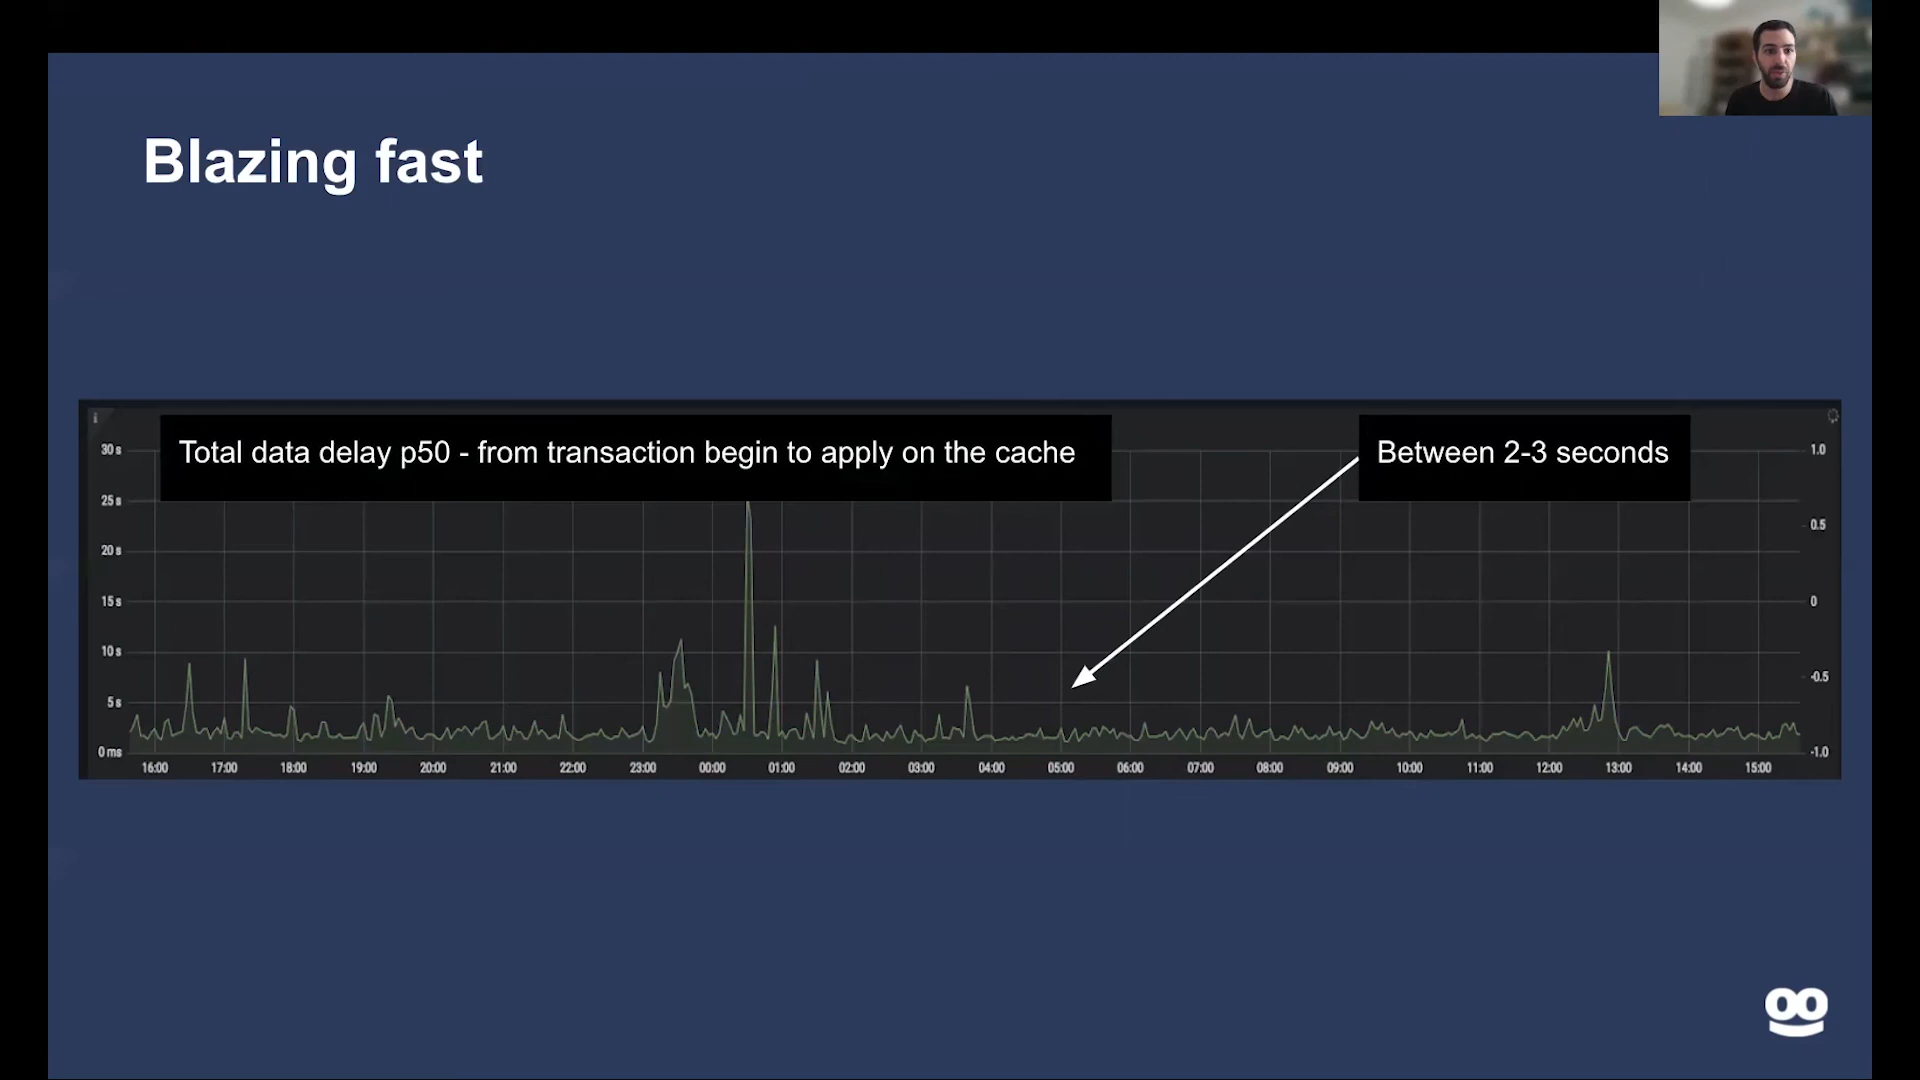 Blazing fast
Total data delay p50 - from transaction begin to apply on the cache
Between 2-3 seconds
30 s
25 s
20 s
15 s
10 s
5 s
0 ms
1.0
0.5
0
-0.5
-1.0
16:00 17:00 18:00 19:00 20:00 21:00 22:00 23:00 00:00 01:00 02:00 03:00 04:00 05:00 06:00 07:00 08:00 09:00 10:00 11:00 12:00 13:00 14:00 15:00